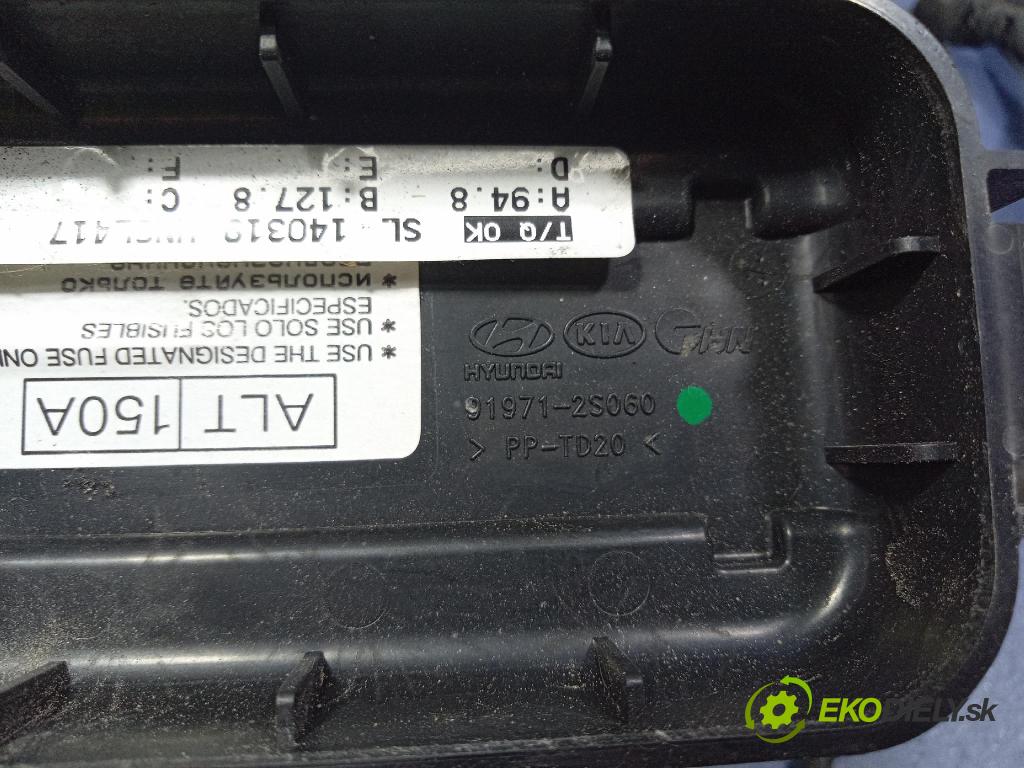 T/Q OK SL 140319
A:94.8 B:127.8 C:
D: E: F:
ALT 150A
* USE THE DESIGNATED FUSE
* USE SOLO LOS FUSIBLES
ESPECIFICADOS.
* ИСПОЛЬЗУЙТЕ ТОЛЬКО
HYUNDAI
KIA
THN
91971-2S060
> PP-TD20 <
EKODIELY.sk